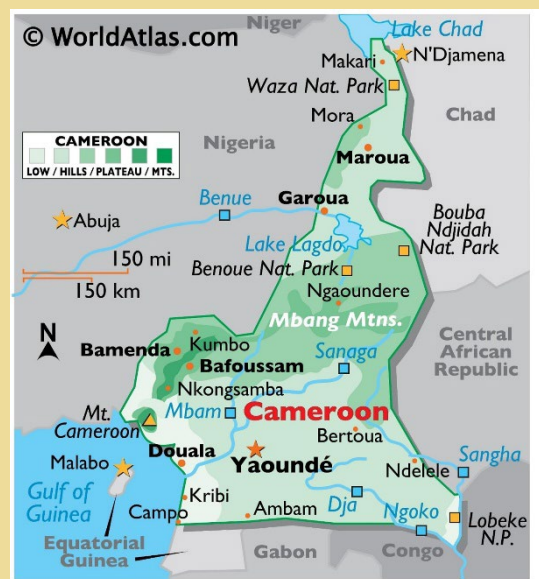 © WorldAtlas.com
Niger
Lake Chad
Makari
N'Djamena
Waza Nat. Park
Mora
Chad
Nigeria
CAMEROON
LOW / HILLS / PLATEAU / MTS.
Maroua
Benue
Garoua
Abuja
Bouba
Ndjidah
Nat. Park
Lake Lagdo
150 mi
Benoue Nat. Park
150 km
Ngaoundere
Mbang Mtns.
N
Kumbo
Bamenda
Sanaga
Central
African
Republic
Bafoussam
Nkongsamba
Mbam
Cameroon
Mt.
Cameroon
Bertoua
Douala
Yaoundé
Malabo
Ndelele
Sangha
Gulf of
Guinea
Kribi
Dja
Ngoko
Campo
Ambam
Lobeke
N.P.
Equatorial
Guinea
Gabon
Congo